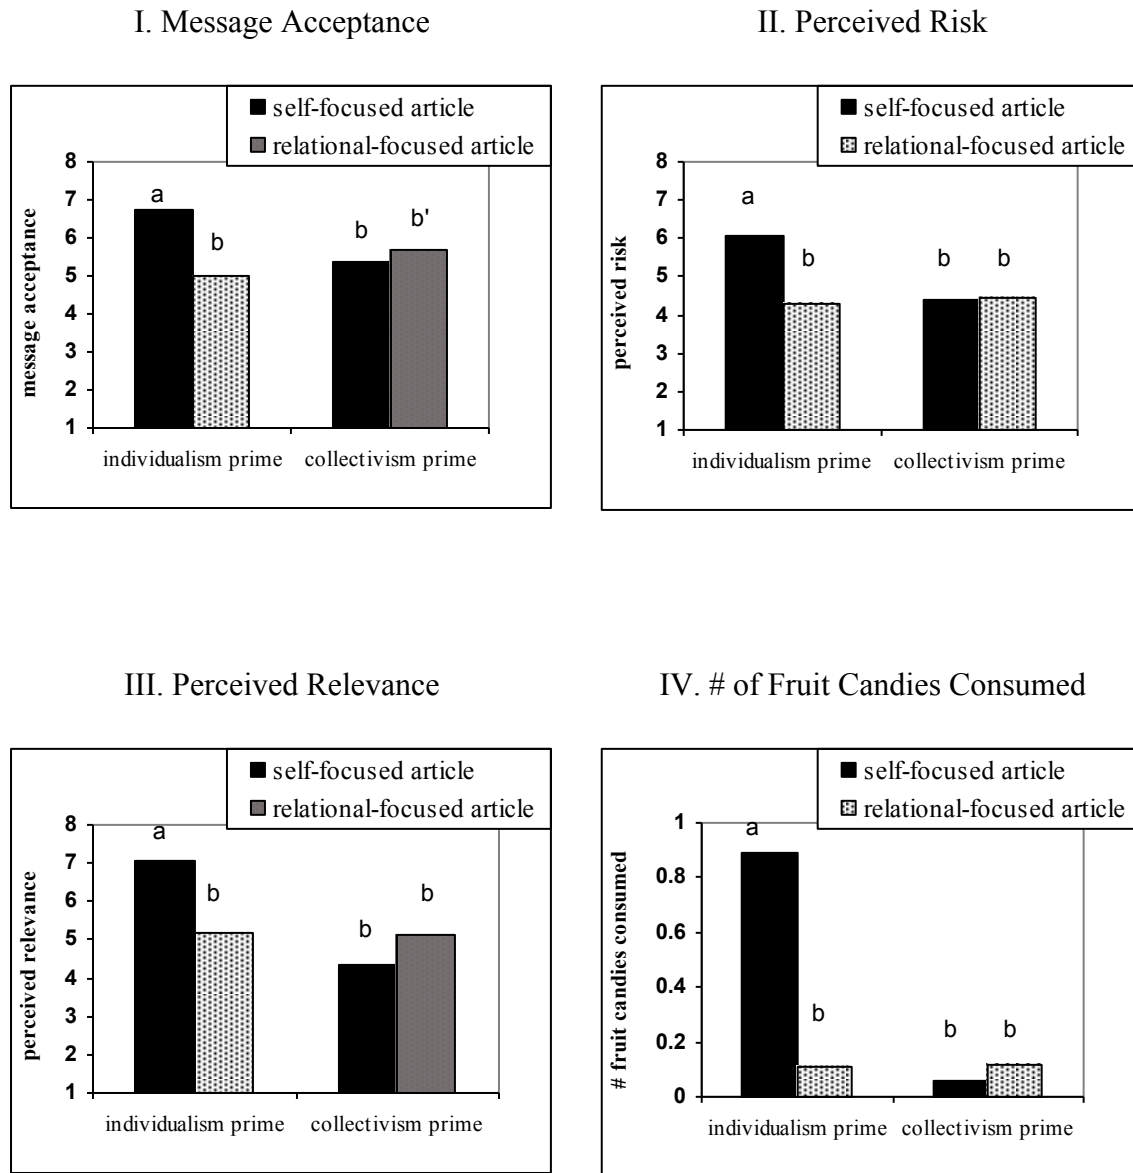 I. Message Acceptance
self-focused article
relational-focused article
message acceptance
8
7
6
5
4
3
2
1
a
b
b
b'
individualism prime
collectivism prime
II. Perceived Risk
self-focused article
relational-focused article
perceived risk
8
7
6
5
4
3
2
1
a
b
b
b
individualism prime
collectivism prime
III. Perceived Relevance
self-focused article
relational-focused article
perceived relevance
8
7
6
5
4
3
2
1
a
b
b
b
individualism prime
collectivism prime
IV. # of Fruit Candies Consumed
self-focused article
relational-focused article
# fruit candies consumed
1
0.8
0.6
0.4
0.2
0
a
b
b
b
individualism prime
collectivism prime